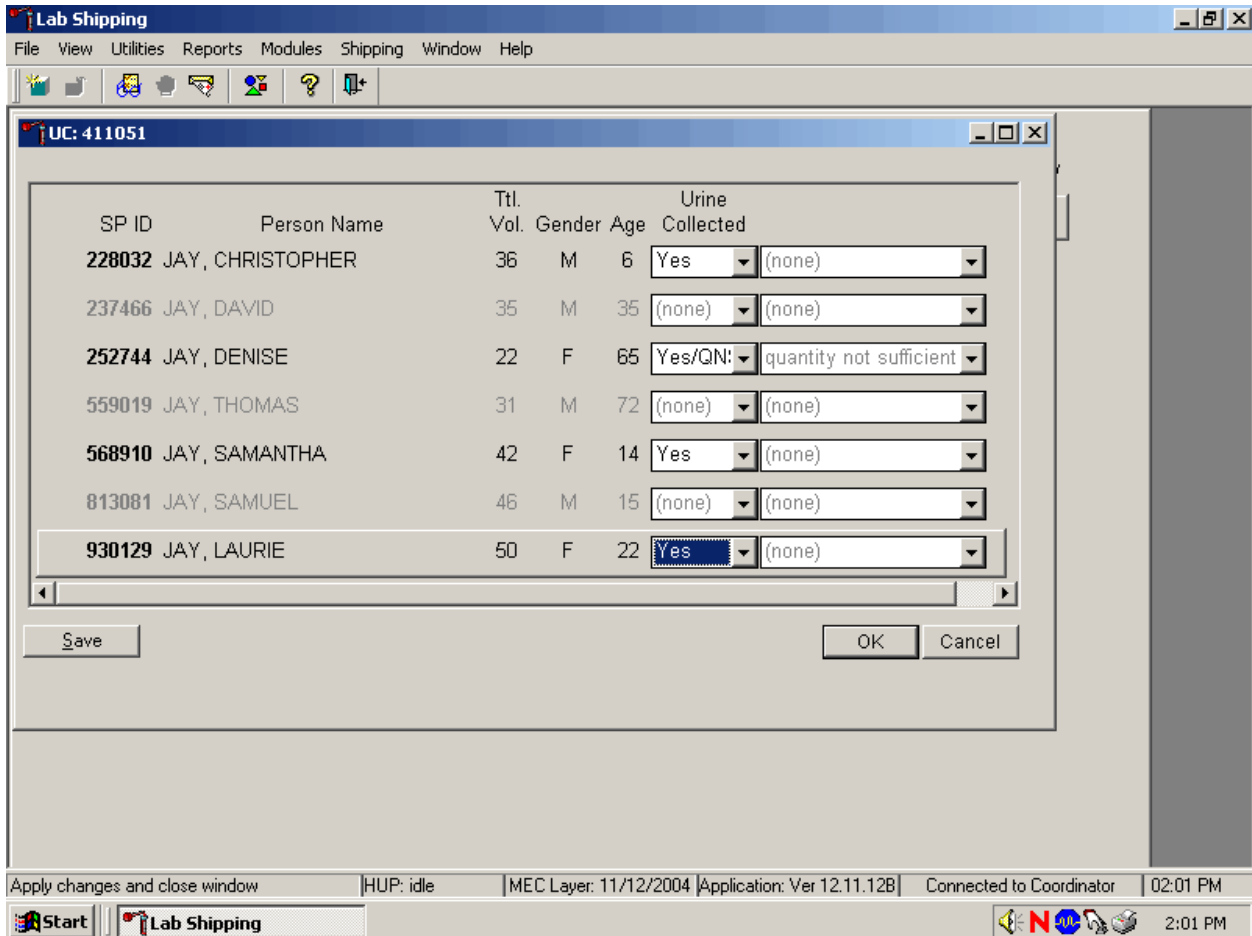 Lab Shipping
File View Utilities Reports Modules Shipping Window Help
UC: 411051
Ttl. Urine
SP ID Person Name Vol. Gender Age Collected
228032 JAY, CHRISTOPHER 36 M 6 Yes (none)
237466 JAY, DAVID 35 M 35 (none) (none)
252744 JAY, DENISE 22 F 65 Yes/QN quantity not sufficient
559019 JAY, THOMAS 31 M 72 (none) (none)
568910 JAY, SAMANTHA 42 F 14 Yes (none)
813081 JAY, SAMUEL 46 M 15 (none) (none)
930129 JAY, LAURIE 50 F 22 Yes (none)
Save OK Cancel
Apply changes and close window HUP: idle MEC Layer: 11/12/2004 Application: Ver 12.11.12B Connected to Coordinator 02:01 PM
Start Lab Shipping N 2:01 PM